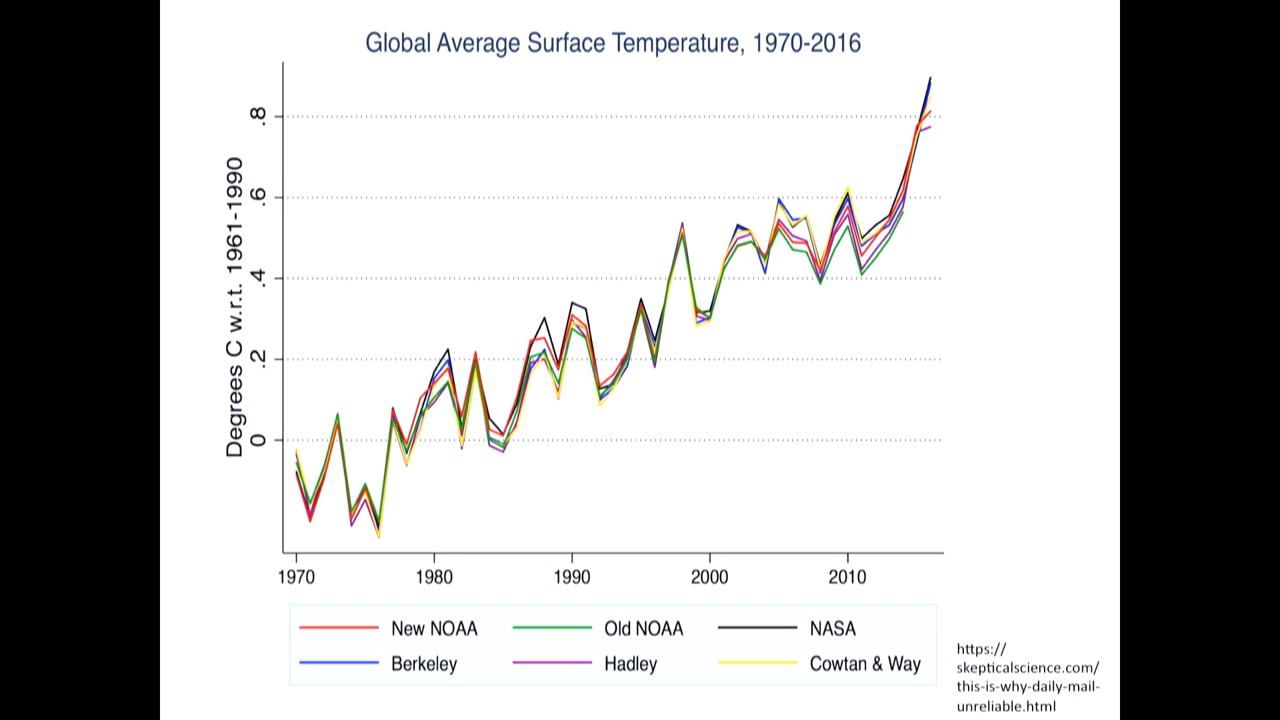 Global Average Surface Temperature, 1970-2016
Degrees C w.r.t. 1961-1990
.8
.6
.4
.2
0
1970 1980 1990 2000 2010
New NOAA Old NOAA NASA
Berkeley Hadley Cowtan & Way
https://
skepticalscience.com/
this-is-why-daily-mail-
unreliable.html